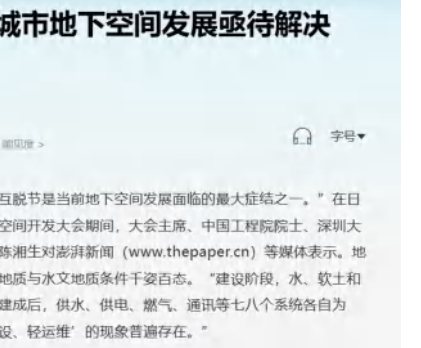 城市地下空间发展亟待解决
字号▾
互脱节是当前地下空间发展面临的最大症结之一。”在日
空间开发大会期间，大会主席、中国工程院院士、深圳大
陈湘生对澎湃新闻（www.thepaper.cn）等媒体表示。地
地质与水文地质条件千姿百态。“建设阶段，水、软土和
建成后，供水、供电、燃气、通讯等七八个系统各自为
设、轻运维’的现象普遍存在。”